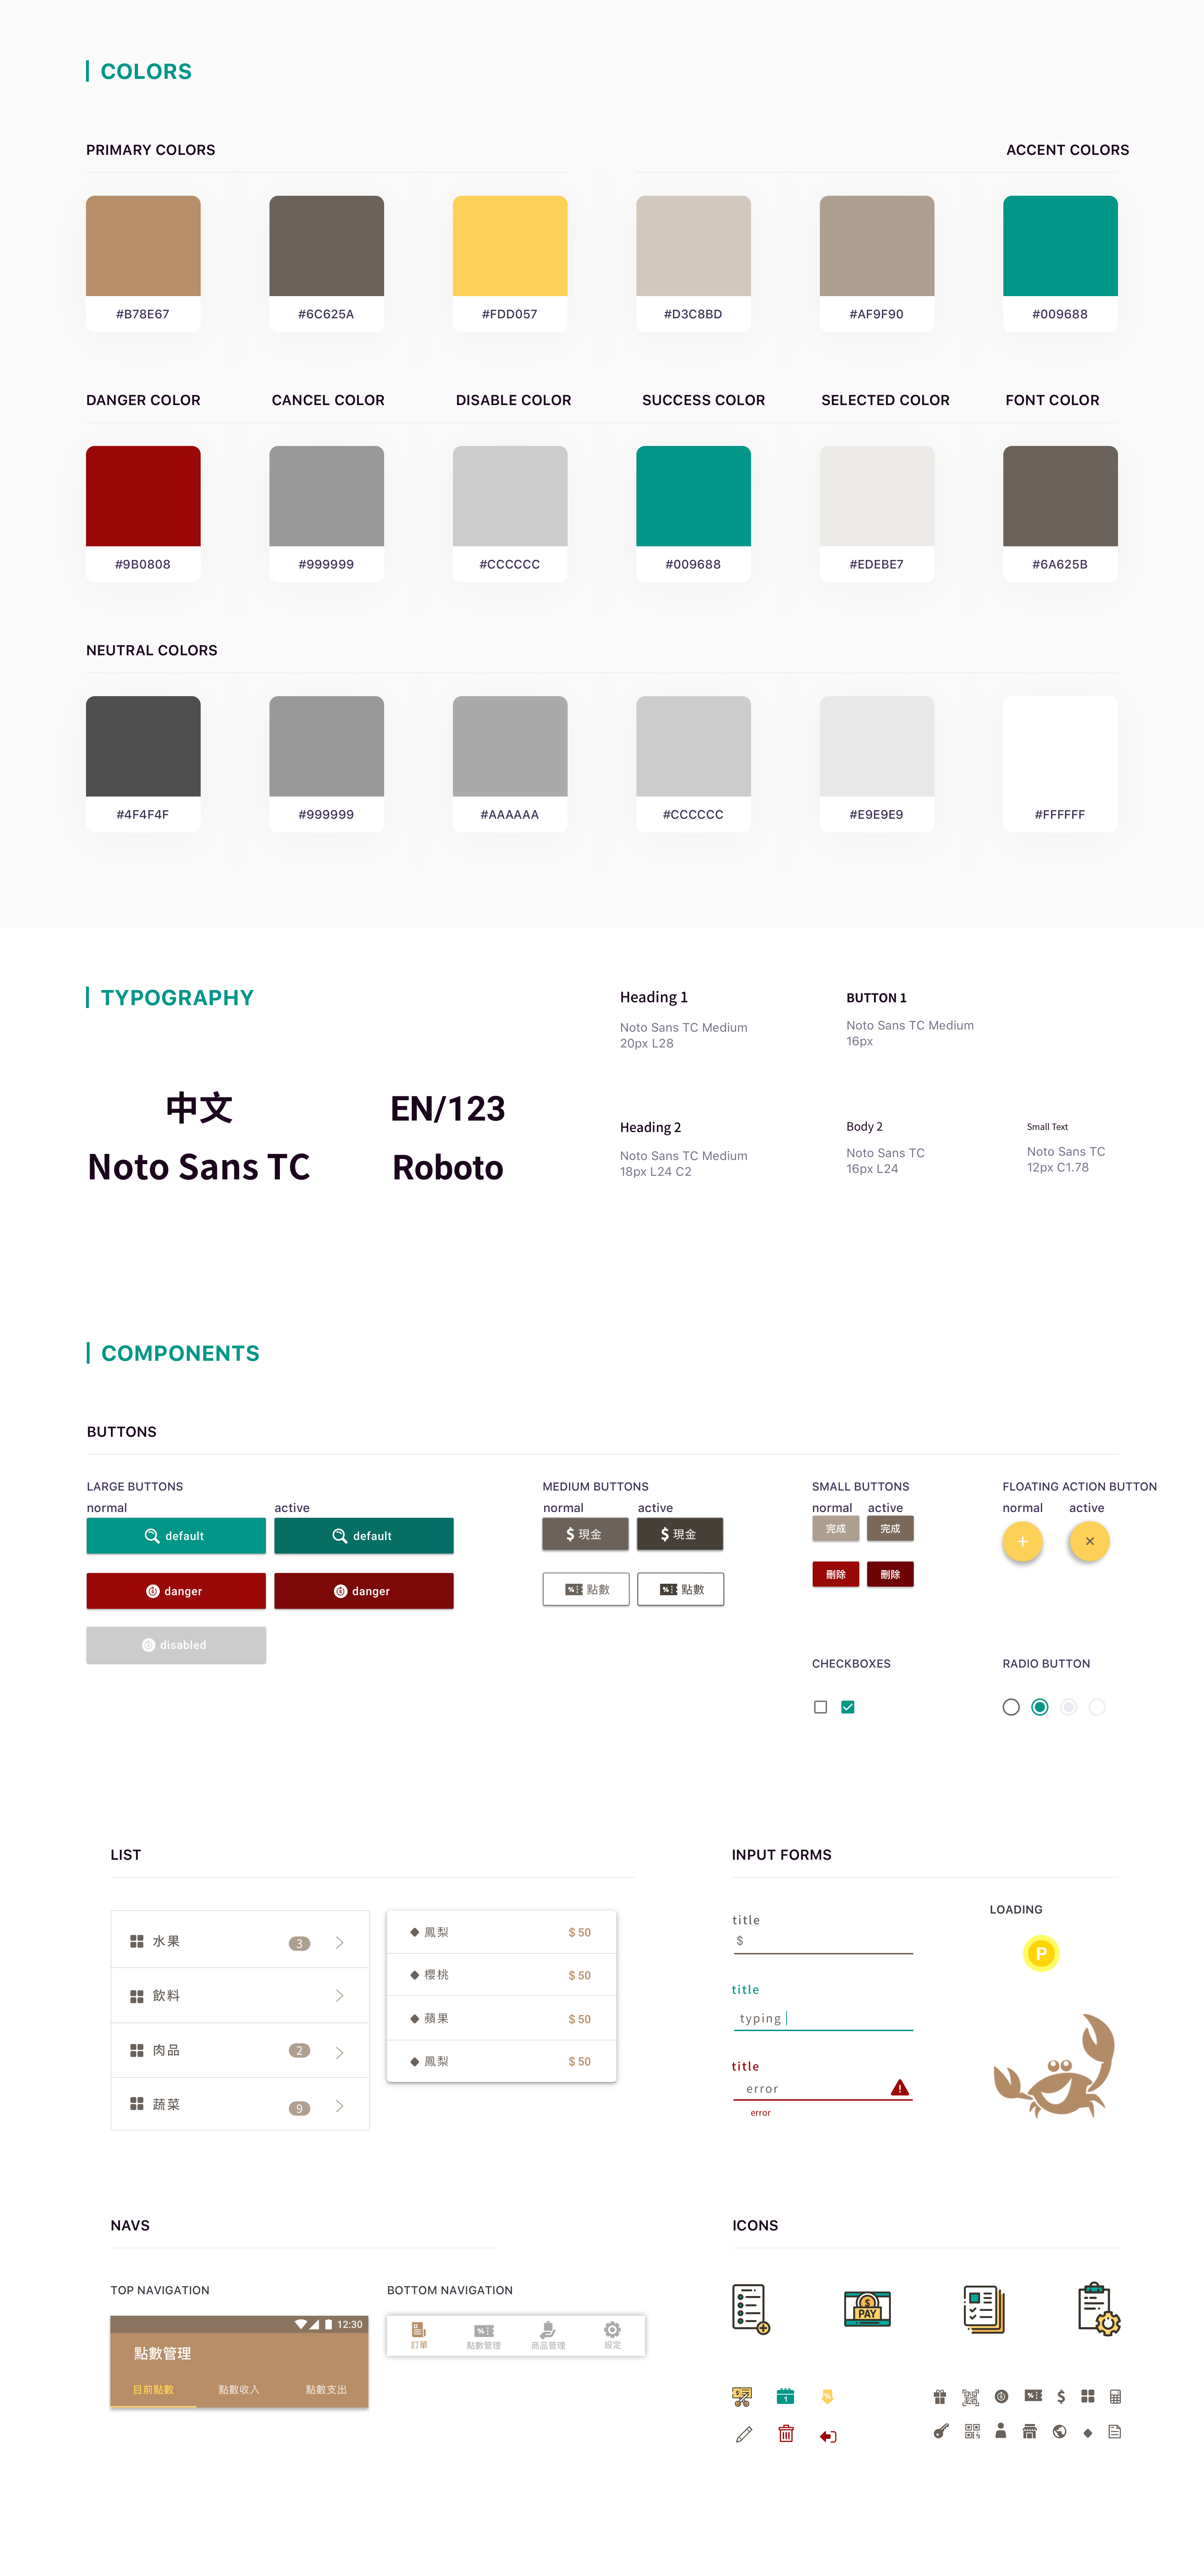 COLORS
PRIMARY COLORS
ACCENT COLORS
#B78E67
#6C625A
#FDD057
#D3C8BD
#AF9F90
#009688
DANGER COLOR
CANCEL COLOR
DISABLE COLOR
SUCCESS COLOR
SELECTED COLOR
FONT COLOR
#9B0808
#999999
#CCCCCC
#009688
#EDEBE7
#6A625B
NEUTRAL COLORS
#4F4F4F
#999999
#AAAAAA
#CCCCCC
#E9E9E9
#FFFFFF
TYPOGRAPHY
中文
Noto Sans TC
EN/123
Roboto
Heading 1
Noto Sans TC Medium
20px L28
BUTTON 1
Noto Sans TC Medium
16px
Heading 2
Noto Sans TC Medium
18px L24 C2
Body 2
Noto Sans TC
16px L24
Small Text
Noto Sans TC
12px C1.78
COMPONENTS
BUTTONS
LARGE BUTTONS
normal
active
default
default
danger
danger
disabled
MEDIUM BUTTONS
normal
active
$ 現金
$ 現金
% 點數
% 點數
SMALL BUTTONS
normal
active
完成
完成
刪除
刪除
FLOATING ACTION BUTTON
normal
active
CHECKBOXES
RADIO BUTTON
LIST
水果
3
飲料
肉品
2
蔬菜
9
鳳梨
$ 50
櫻桃
$ 50
蘋果
$ 50
鳳梨
$ 50
INPUT FORMS
title
$
title
typing
title
error
error
LOADING
P
NAVS
TOP NAVIGATION
12:30
點數管理
目前點數
點數收入
點數支出
BOTTOM NAVIGATION
訂單
點數管理
商品管理
設定
ICONS
$
PAY
$
1
%
%
$